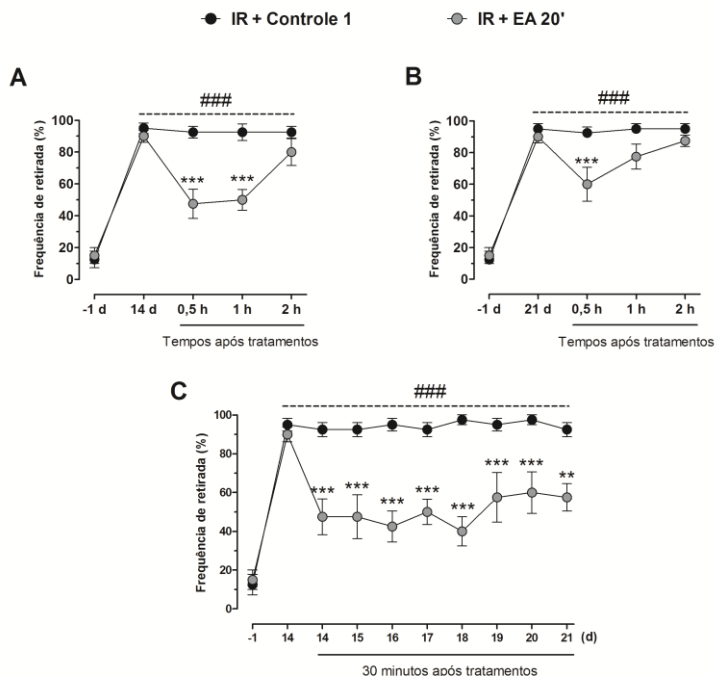 IR + Controle 1 IR + EA 20'
A
###
Frequência de retirada (%)
100
80
60
40
20
0
*** ***
-1 d 14 d 0,5 h 1 h 2 h
Tempos após tratamentos
B
###
Frequência de retirada (%)
100
80
60
40
20
0
***
-1 d 21 d 0,5 h 1 h 2 h
Tempos após tratamentos
C
###
Frequência de retirada (%)
100
80
60
40
20
0
*** *** *** *** *** *** *** **
-1 14 14 15 16 17 18 19 20 21 (d)
30 minutos após tratamentos